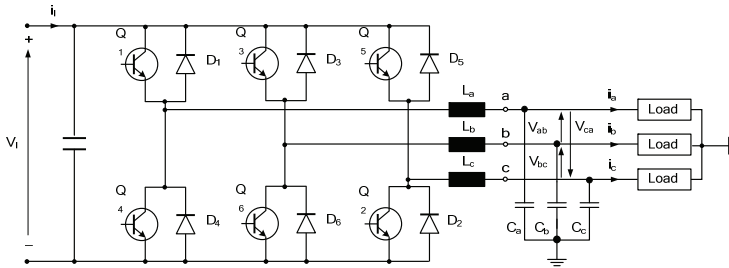 iI
+
VI
–
Q
1
D1
Q
3
D3
Q
5
D5
La
a
ia
Load
Lb
Vab
Vca
b
ib
Load
Vbc
Lc
c
ic
Load
Q
4
D4
Q
6
D6
Q
2
D2
Ca
Cb
Cc